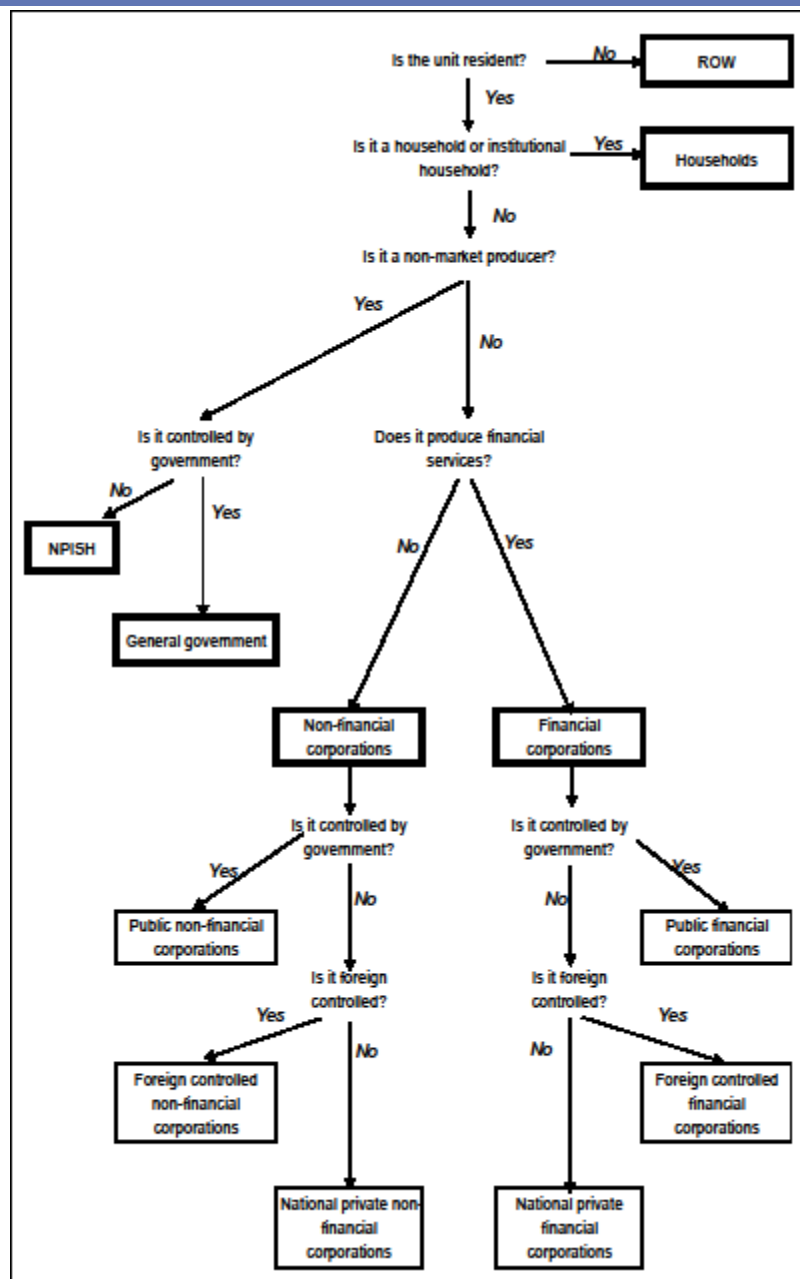 Is the unit resident?
No
ROW
Yes
Is it a household or institutional
household?
Yes
Households
No
Is it a non-market producer?
Yes
No
Is it controlled by
government?
Does it produce financial
services?
No
Yes
NPISH
General government
No
Yes
Non-financial
corporations
Financial
corporations
Is it controlled by
government?
Is it controlled by
government?
Yes
No
No
Yes
Public non-financial
corporations
Public financial
corporations
Is it foreign
controlled?
Is it foreign
controlled?
Yes
No
No
Yes
Foreign controlled
non-financial
corporations
Foreign controlled
financial
corporations
National private non-
financial
corporations
National private
financial
corporations